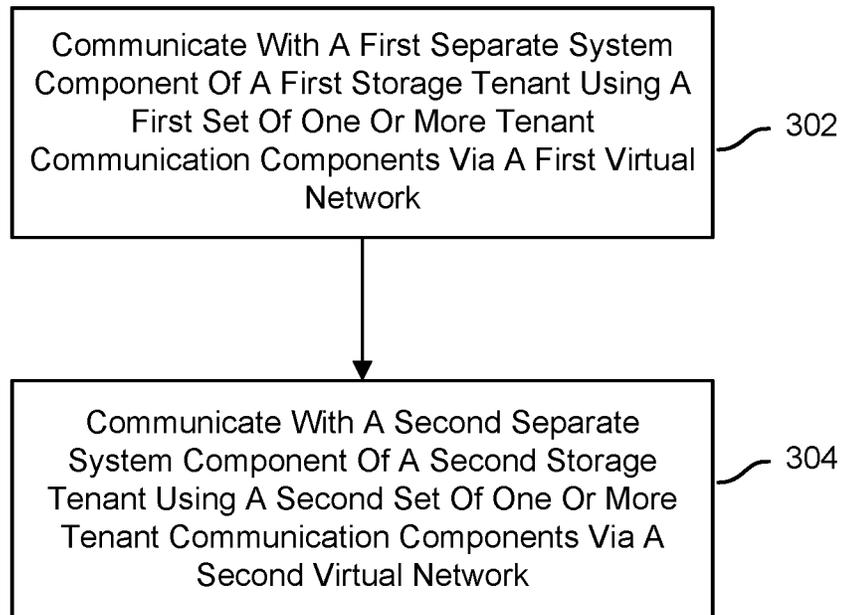 Communicate With A First Separate System
Component Of A First Storage Tenant Using A
First Set Of One Or More Tenant
Communication Components Via A First Virtual
Network
302
Communicate With A Second Separate
System Component Of A Second Storage
Tenant Using A Second Set Of One Or More
Tenant Communication Components Via A
Second Virtual Network
304